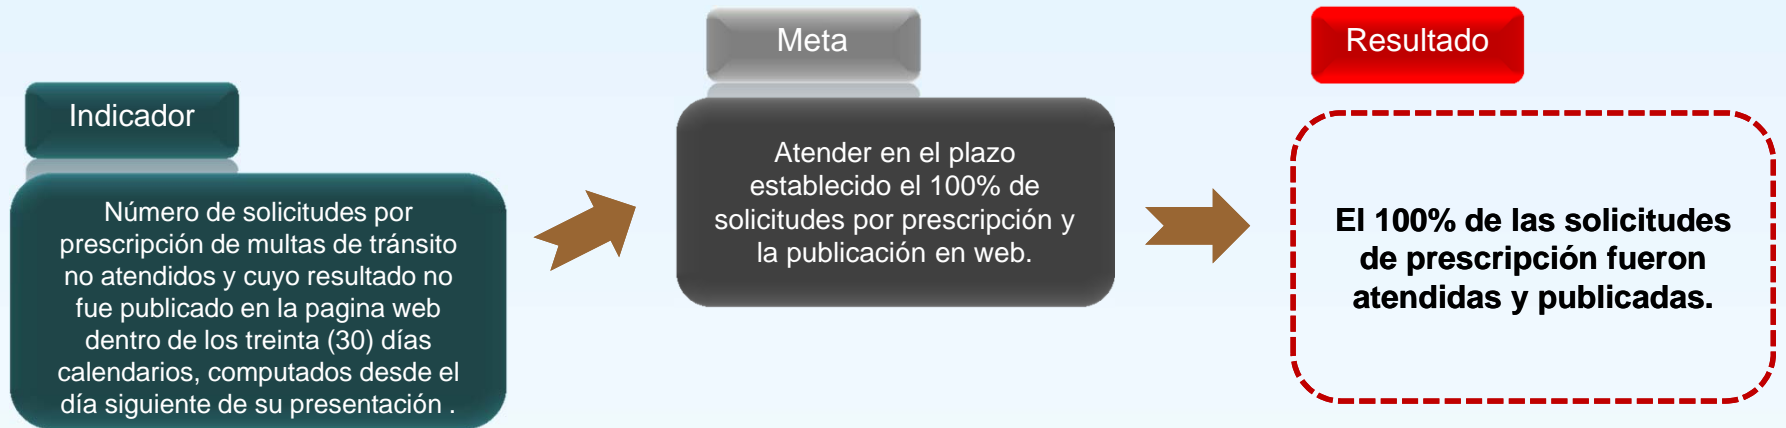 Indicador
Número de solicitudes por
prescripción de multas de tránsito
no atendidos y cuyo resultado no
fue publicado en la pagina web
dentro de los treinta (30) días
calendarios, computados desde el
día siguiente de su presentación .
Meta
Atender en el plazo
establecido el 100% de
solicitudes por prescripción y
la publicación en web.
Resultado
El 100% de las solicitudes
de prescripción fueron
atendidas y publicadas.